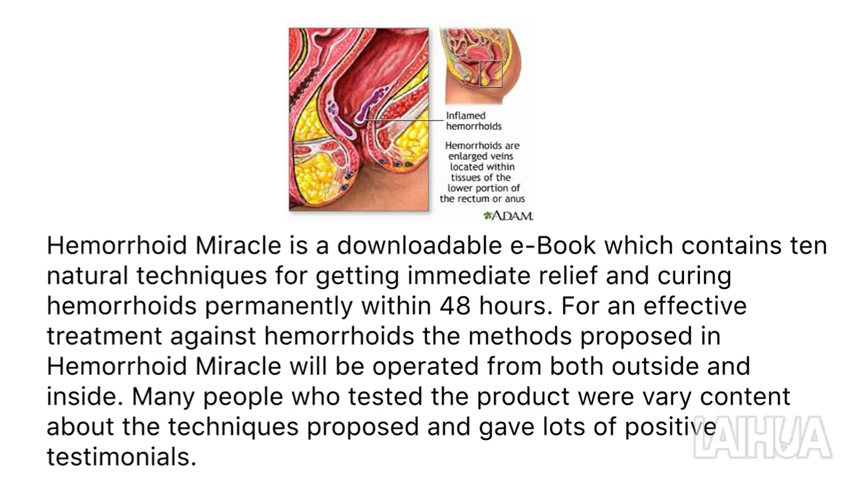 Inflamed
hemorrhoids
Hemorrhoids are
enlarged veins
located within
tissues of the
lower portion of
the rectum or anus
ADAM.
Hemorrhoid Miracle is a downloadable e-Book which contains ten
natural techniques for getting immediate relief and curing
hemorrhoids permanently within 48 hours. For an effective
treatment against hemorrhoids the methods proposed in
Hemorrhoid Miracle will be operated from both outside and
inside. Many people who tested the product were vary content
about the techniques proposed and gave lots of positive
testimonials.
LAIHUA